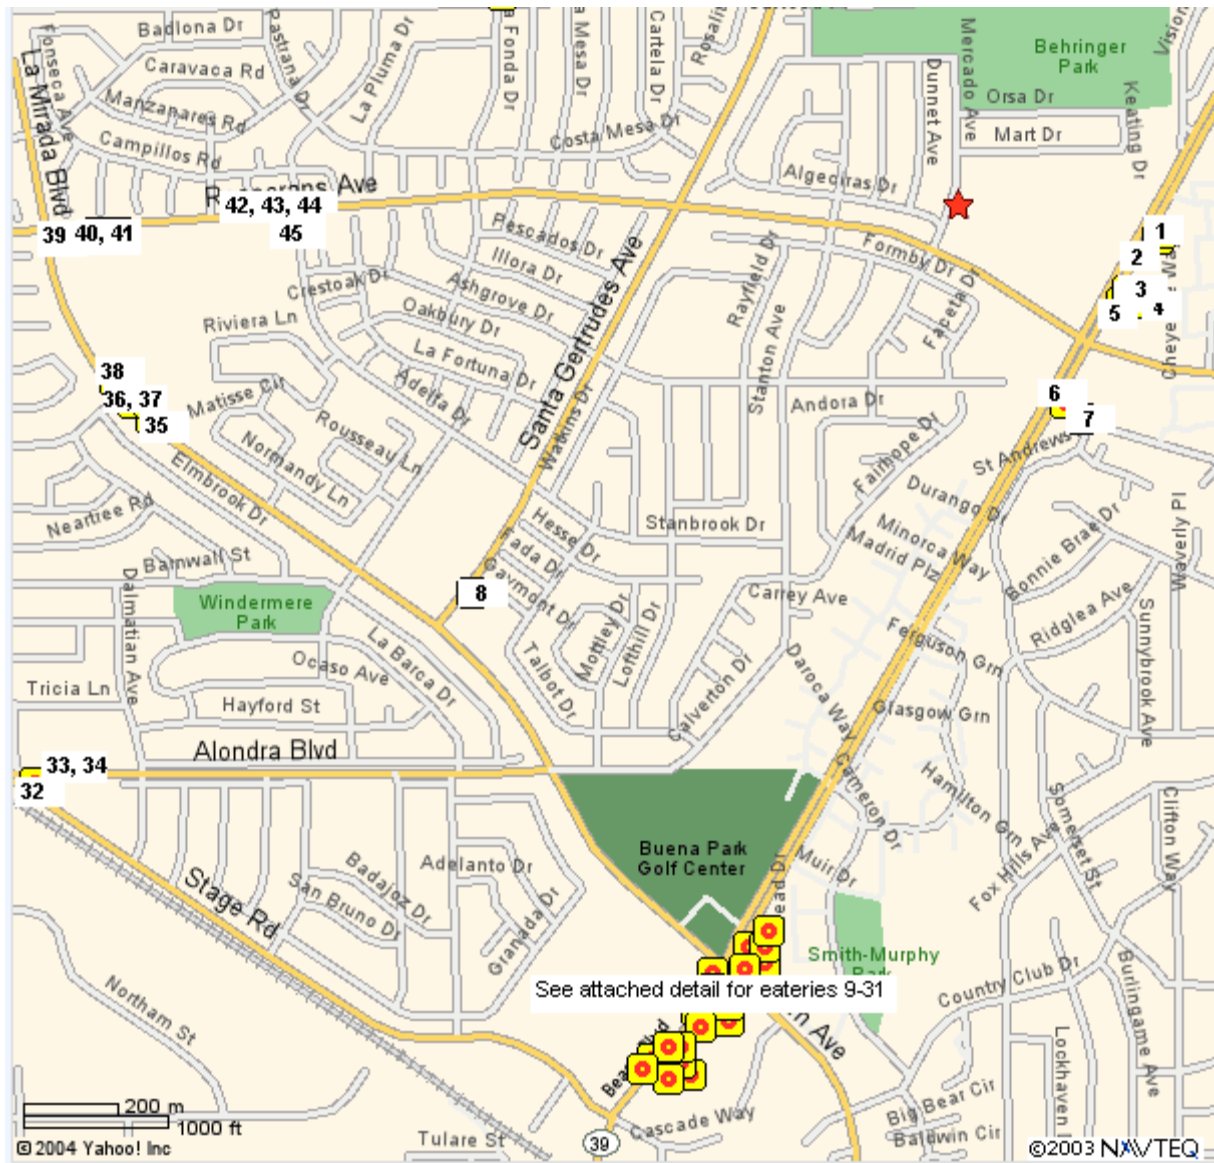 Badlona Dr
Fonseca Ave
La Mirada Blvd
Pastrana Dr
La Pluma Dr
La Fonda Dr
La Mesa Dr
Cartela Dr
Caravaca Rd
Manzanares Rd
Campillos Rd
Costa Mesa Dr
Dunnet Ave
Mercado Ave
Behringer
Park
Orsa Dr
Mart Dr
Keating Dr
Algeciras Dr
Ave
42, 43, 44
45
39
40, 41
Pescados Dr
Illora Dr
Ashgrove Dr
Crestoak Dr
Oakbury Dr
Riviera Ln
La Fortuna Dr
Adelfa Dr
Santa Gertrudes Ave
Watkins Dr
Rayfield Dr
Stanton Ave
Formby Dr
Faceta Dr
1
2
3
4
5
6
7
38
36, 37
35
Matisse Cir
Rousseau Ln
Normandy Ln
Elmbrook Dr
Neartree Rd
Barnwall St
Andora Dr
Fairhope Dr
St Andrews
Durango Dr
Minorca Way
Madrid Plz
Bonnie Brae Dr
Waverly Pl
Stanbrook Dr
Hesse Dr
Fada Dr
Gaymont Dr
8
Carrey Ave
Ridglea Ave
Sunnybrook Ave
Ferguson Grn
Windermere
Park
Dalmatian Ave
La Barca Dr
Ocaso Ave
Tricia Ln
Hayford St
Mottley Dr
Lofthill Dr
Talbot Dr
Calverton Dr
Daroca Way
Glasgow Grn
Alondra Blvd
33, 34
32
Cameron Dr
Hamilton Grn
Somerset St
Clifton Way
Fox Hills Ave
Muir Dr
Buena Park
Golf Center
Stage Rd
Badajoz Dr
San Bruno Dr
Adelanto Dr
Granada Dr
Smith-Murphy
Park
Country Club Dr
Burlingame Ave
See attached detail for eateries 9-31
Northam St
Ave
Big Bear Cir
Baldwin Cir
Cascade Way
Tulare St
39
200 m
1000 ft
© 2004 Yahoo! Inc
©2003 NAVTEQ